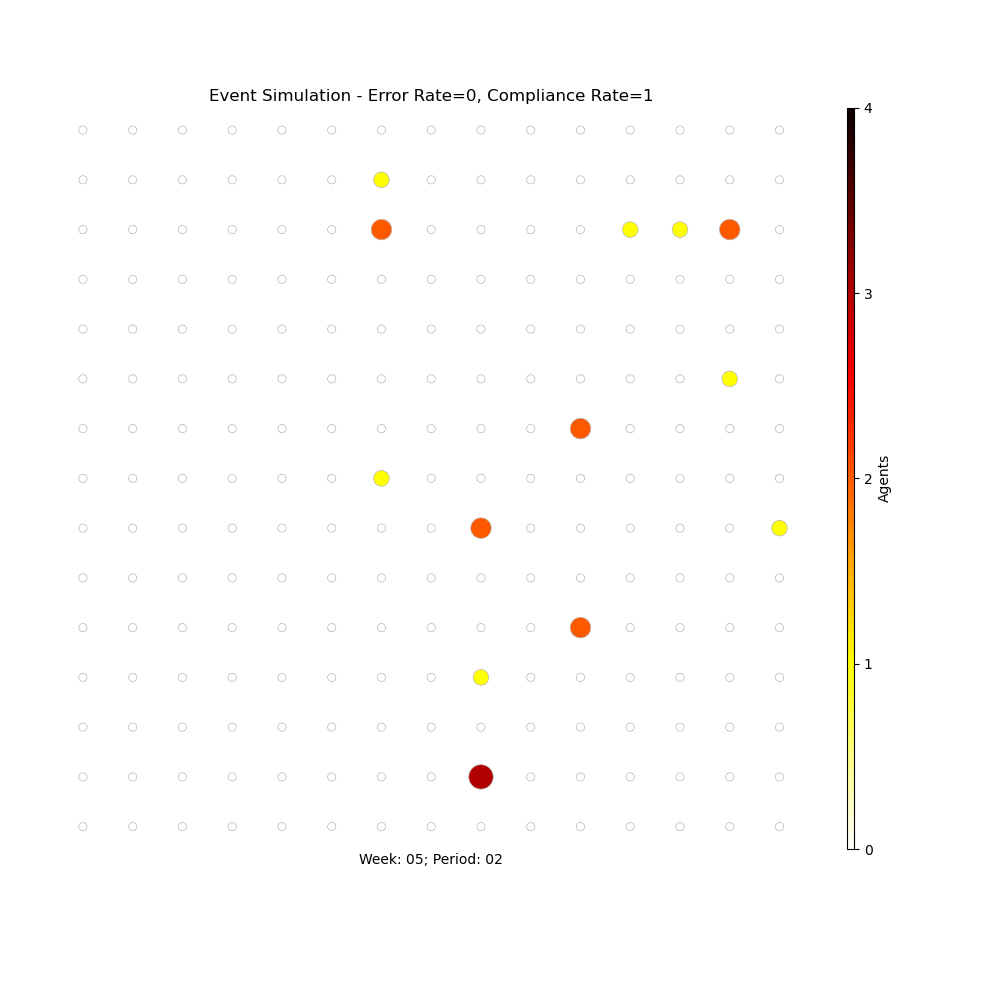 Event Simulation - Error Rate=0, Compliance Rate=1
4
3
2
1
0
Agents
Week: 05; Period: 02